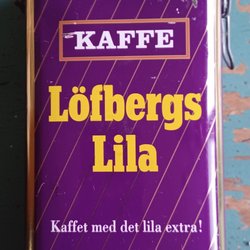 KAFFE
Löfbergs
Lila
Kaffet med det lila extra!